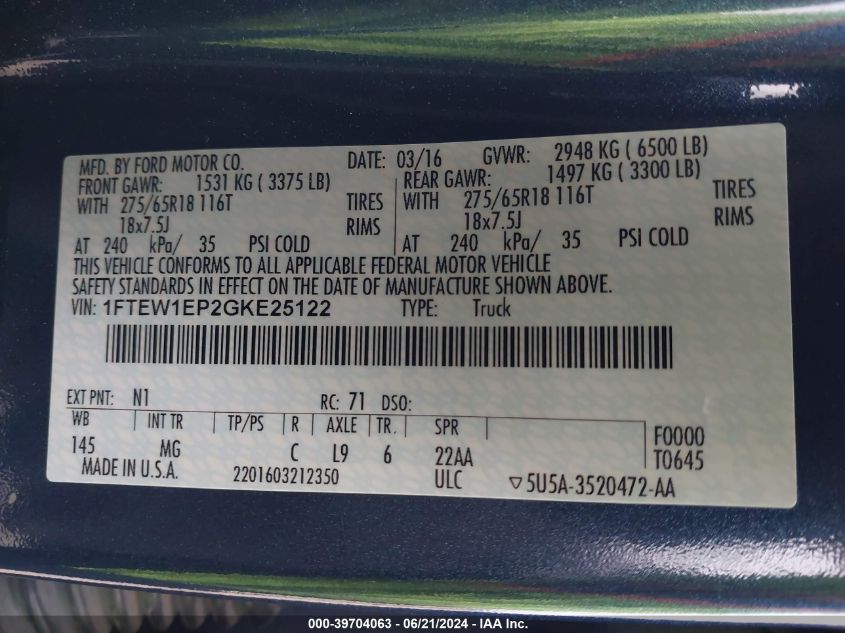 MFD. BY FORD MOTOR CO. DATE: 03/16 GVWR: 2948 KG ( 6500 LB)
FRONT GAWR: 1531 KG ( 3375 LB) REAR GAWR: 1497 KG ( 3300 LB)
WITH 275/65R18 116T TIRES WITH 275/65R18 116T TIRES
18x7.5J RIMS 18x7.5J RIMS
AT 240 kPa/ 35 PSI COLD AT 240 kPa/ 35 PSI COLD
THIS VEHICLE CONFORMS TO ALL APPLICABLE FEDERAL MOTOR VEHICLE
SAFETY STANDARDS IN EFFECT ON THE DATE OF MANUFACTURE SHOWN ABOVE.
VIN: 1FTEW1EP2GKE25122 TYPE: Truck
EXT PNT: N1 RC: 71 DSO:
WB INT TR TP/PS R AXLE TR. SPR F0000
145 MG C L9 6 22AA T0645
MADE IN U.S.A. 2201603212350 ULC ▽5U5A-3520472-AA
000-39704063 - 06/21/2024 - IAA Inc.